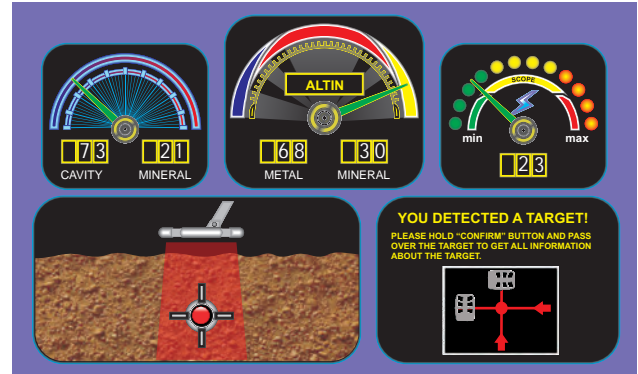 73 21
CAVITY MINERAL
ALTIN
68 30
METAL MINERAL
SCOPE
min max
23
YOU DETECTED A TARGET!
PLEASE HOLD “CONFIRM” BUTTON AND PASS
OVER THE TARGET TO GET ALL INFORMATION
ABOUT THE TARGET.